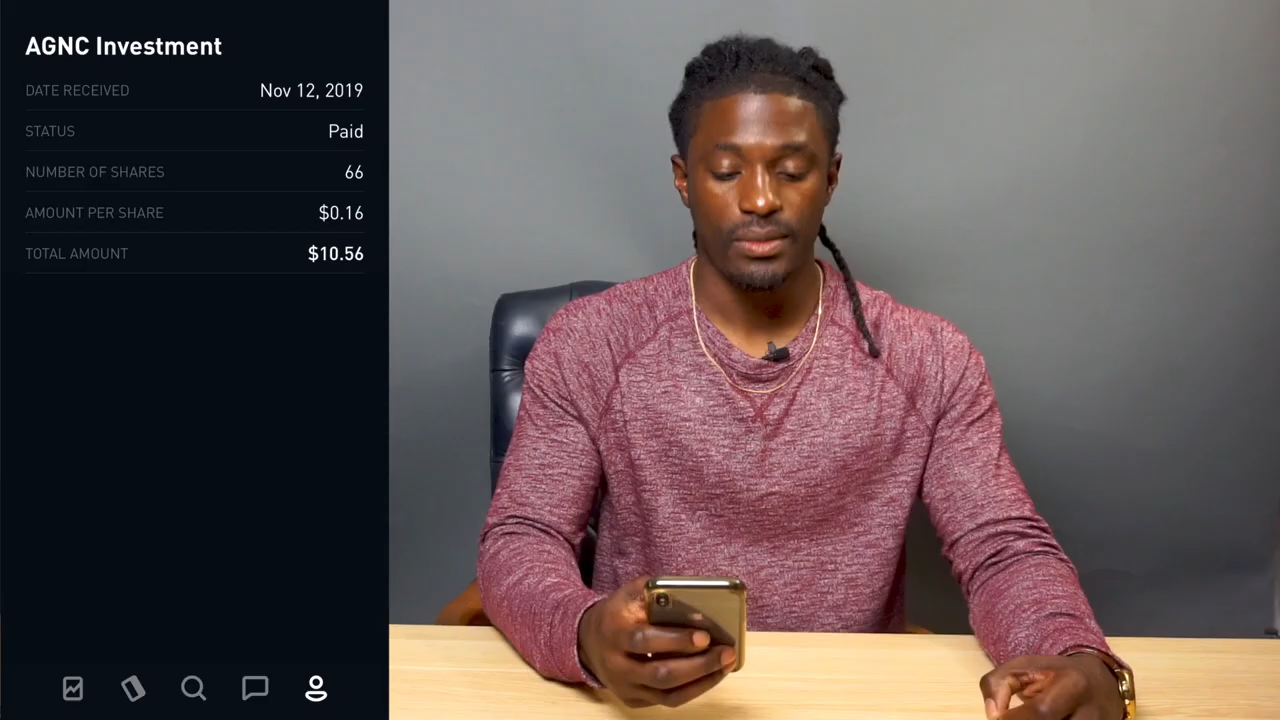 AGNC Investment
DATE RECEIVED Nov 12, 2019
STATUS Paid
NUMBER OF SHARES 66
AMOUNT PER SHARE $0.16
TOTAL AMOUNT $10.56